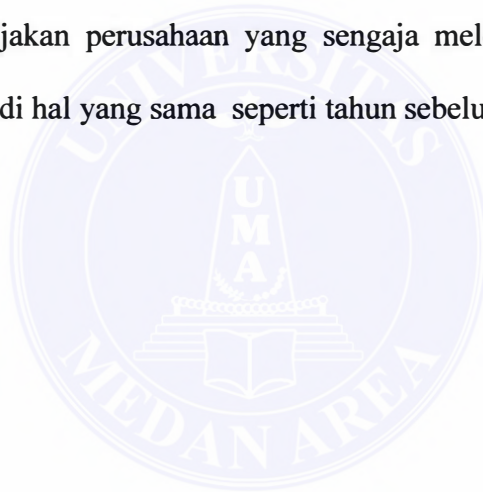 jakan perusahaan yang sengaja mel
di hal yang sama seperti tahun sebelu
UNIVERSITAS
U
M
A
MEDAN AREA